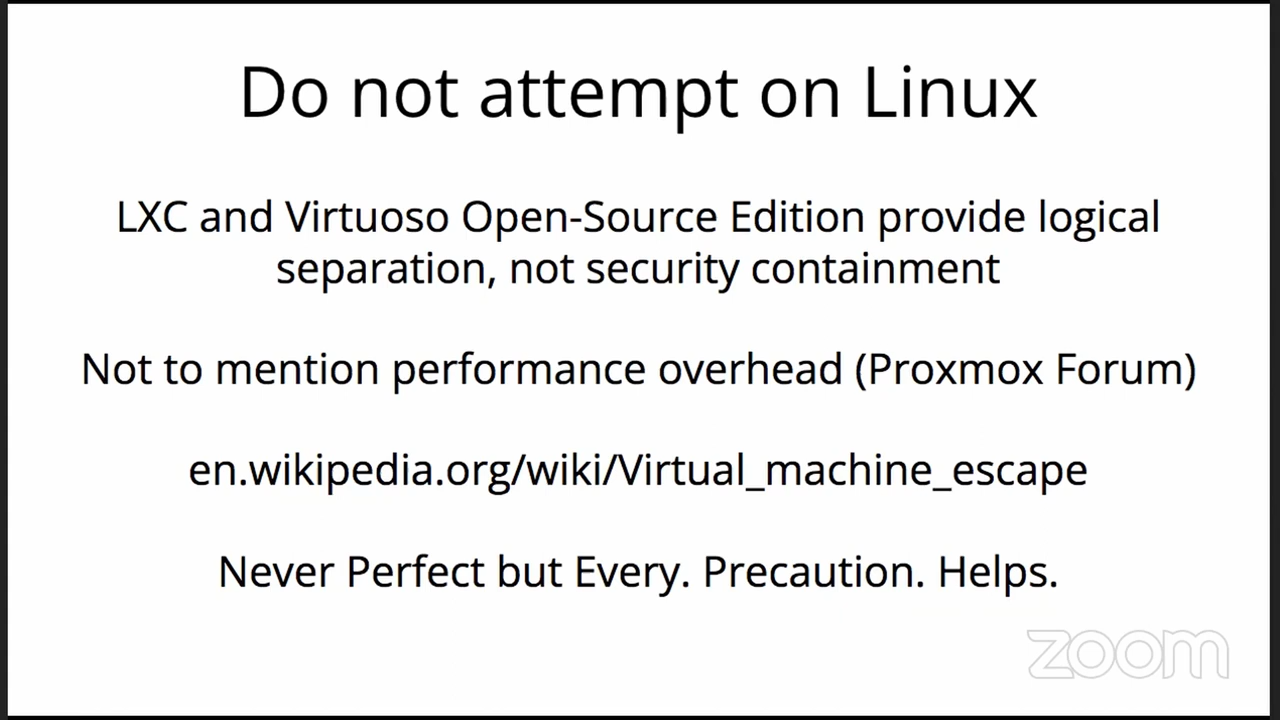 Do not attempt on Linux
LXC and Virtuoso Open-Source Edition provide logical
separation, not security containment
Not to mention performance overhead (Proxmox Forum)
en.wikipedia.org/wiki/Virtual_machine_escape
Never Perfect but Every. Precaution. Helps.
zoom